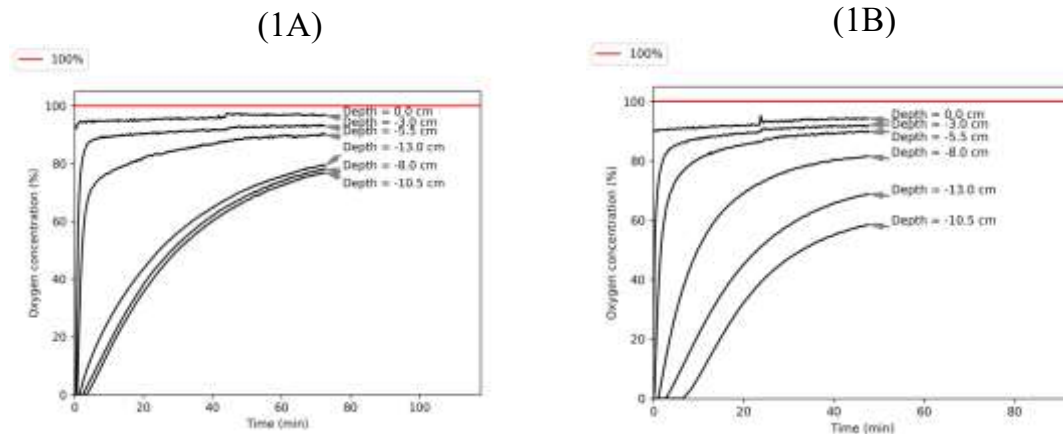 (1A)
100%
100
80
60
40
20
0
Oxygen concentration (%)
Depth = 0.0 cm
Depth = -3.0 cm
Depth = -5.5 cm
Depth = -13.0 cm
Depth = -8.0 cm
Depth = -10.5 cm
0 20 40 60 80 100
Time (min)
(1B)
100%
100
80
60
40
20
0
Oxygen concentration (%)
Depth = 0.0 cm
Depth = -3.0 cm
Depth = -5.5 cm
Depth = -8.0 cm
Depth = -13.0 cm
Depth = -10.5 cm
0 20 40 60 80
Time (min)